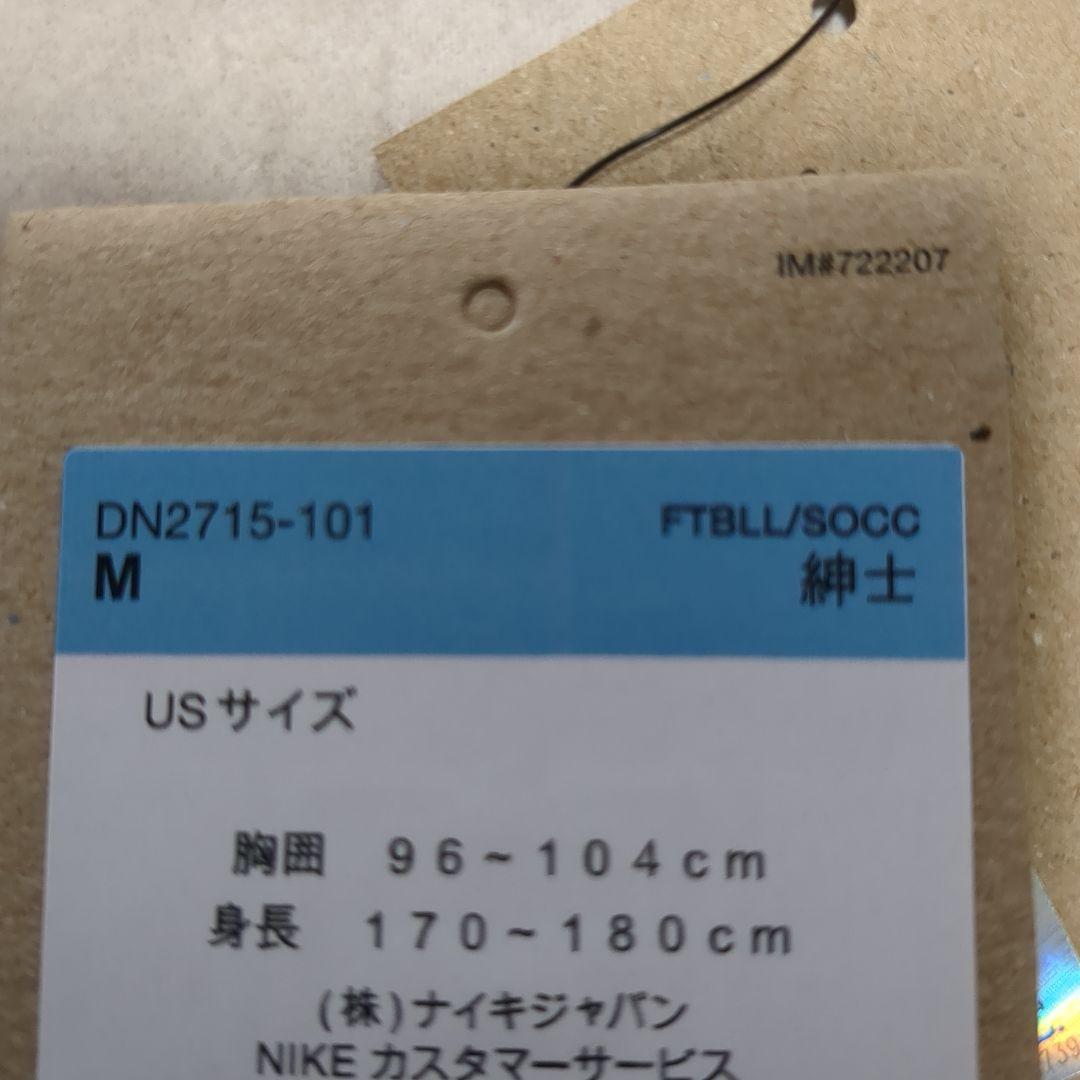 IM#722207
DN2715-101 FTBLL/SOCC
M 紳士
USサイズ
胸囲 96~104cm
身長 170~180cm
(株)ナイキジャパン
NIKE カスタマーサービス